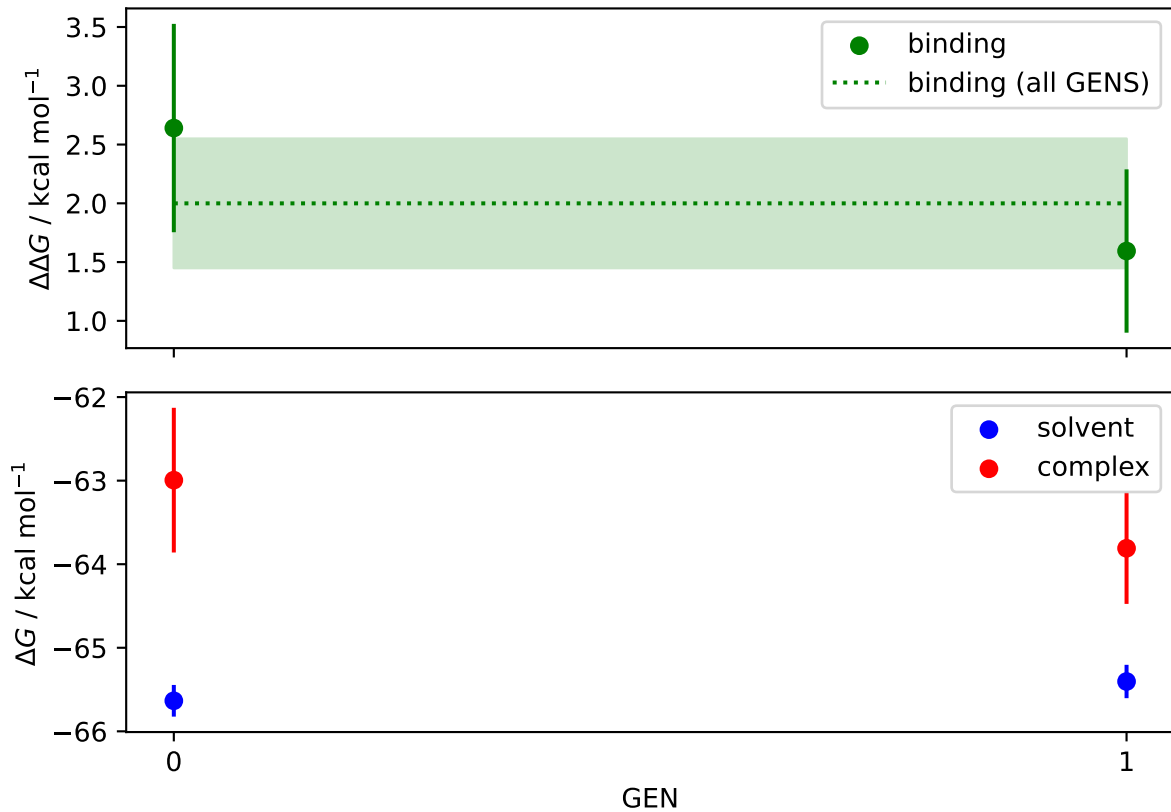 3.5
3.0
2.5
2.0
1.5
1.0
ΔΔG / kcal mol⁻¹
binding
binding (all GENS)
−62
−63
−64
−65
−66
ΔG / kcal mol⁻¹
solvent
complex
0
1
GEN